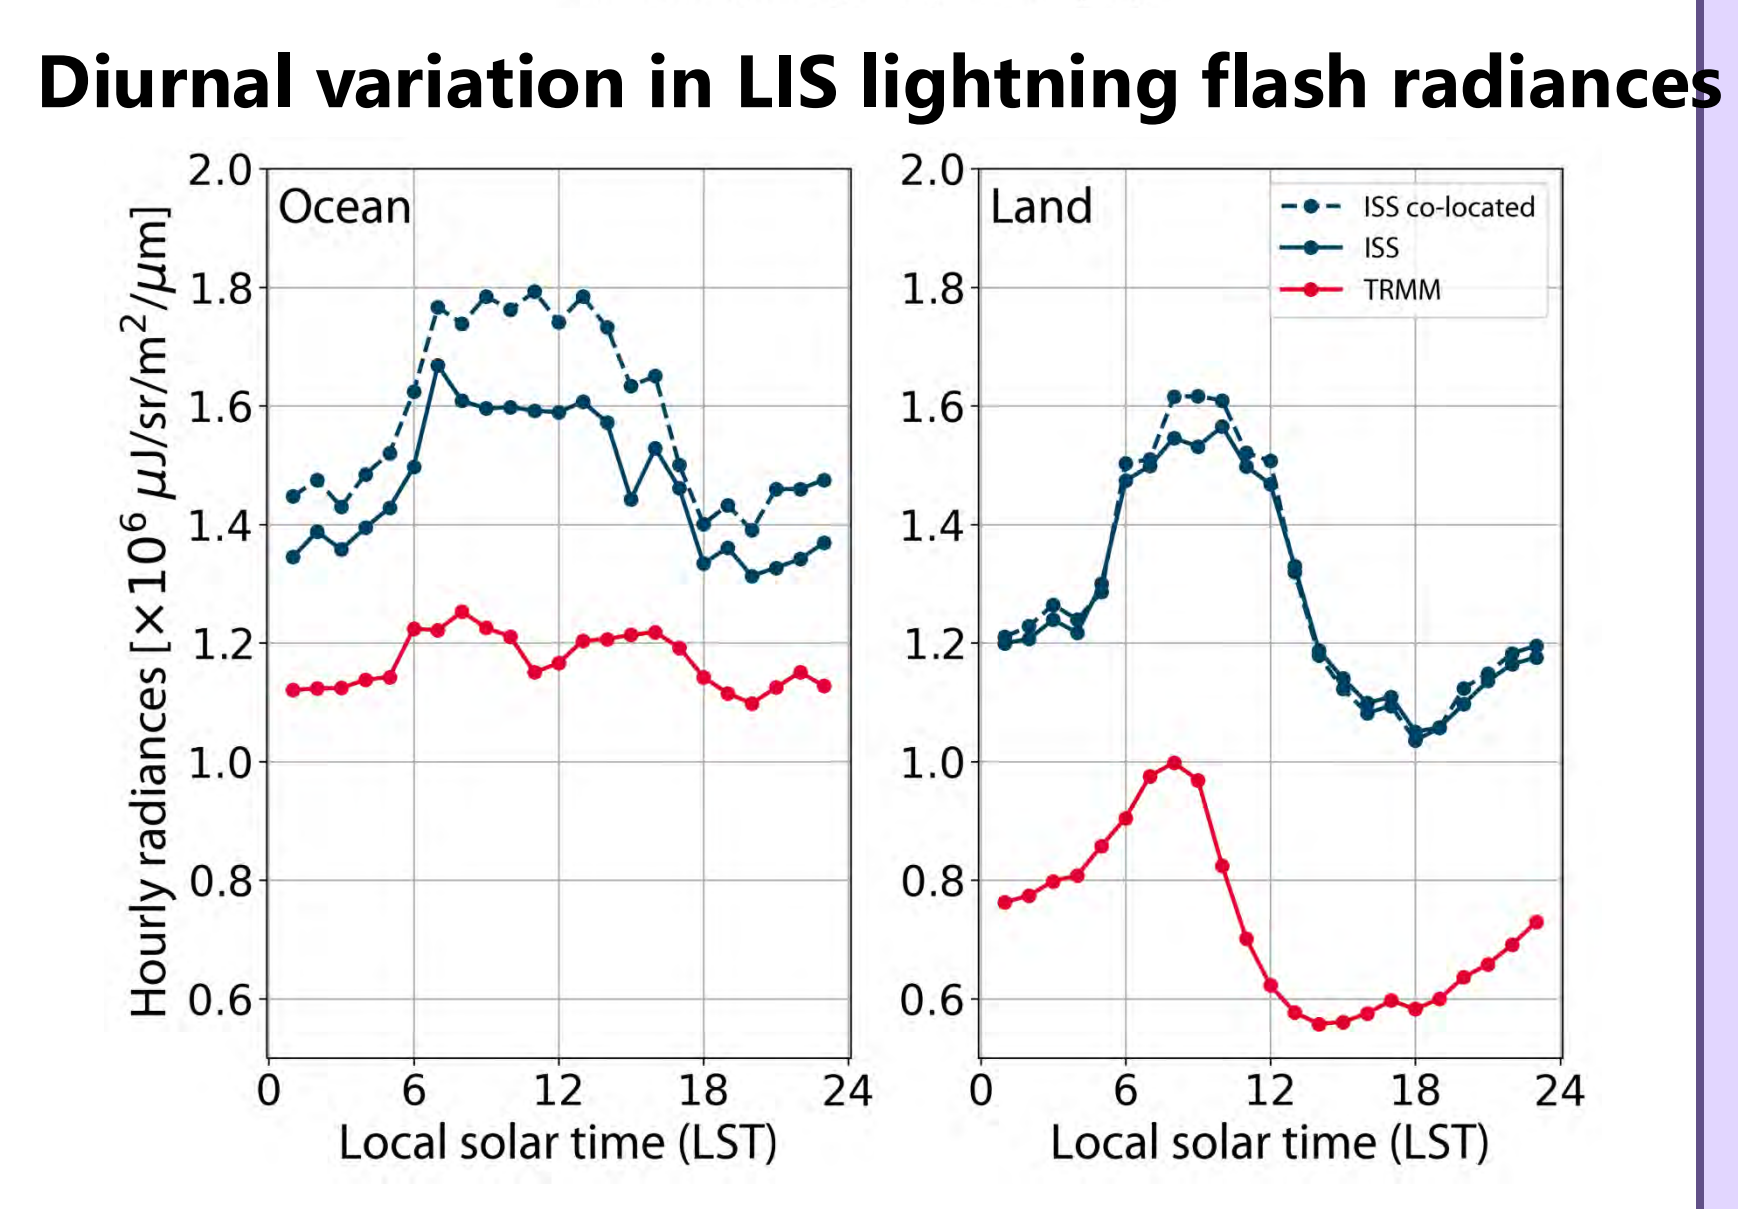 Diurnal variation in LIS lightning flash radiances
Hourly radiances [×10⁶ μJ/sr/m²/μm]
2.0
1.8
1.6
1.4
1.2
1.0
0.8
0.6
Ocean
0 6 12 18 24
Local solar time (LST)
2.0
1.8
1.6
1.4
1.2
1.0
0.8
0.6
Land
ISS co-located
ISS
TRMM
0 6 12 18 24
Local solar time (LST)